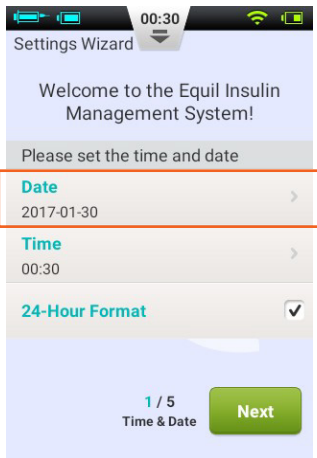 00:30
Settings Wizard
Welcome to the Equil Insulin
Management System!
Please set the time and date
Date
2017-01-30
Time
00:30
24-Hour Format
1 / 5
Time & Date
Next